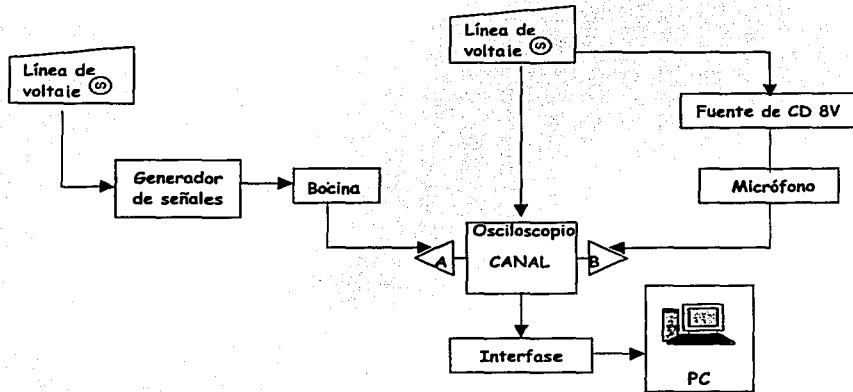 Línea de
voltaje Ⓢ
Línea de
voltaje Ⓢ
Fuente de CD 8V
Generador
de señales
Bocina
Micrófono
Osciloscopio
A
CANAL
B
Interfase
PC